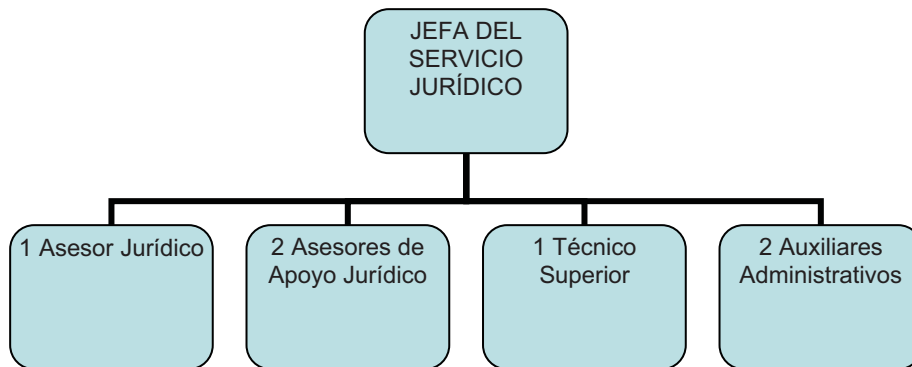 JEFA DEL
SERVICIO
JURÍDICO
1 Asesor Jurídico
2 Asesores de
Apoyo Jurídico
1 Técnico
Superior
2 Auxiliares
Administrativos